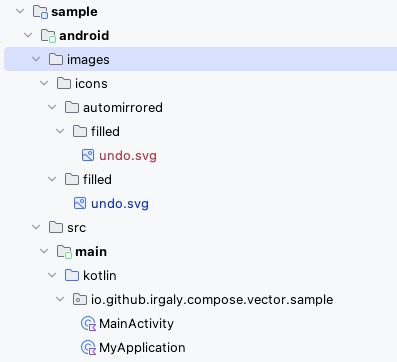 sample
android
images
icons
automirrored
filled
undo.svg
filled
undo.svg
src
main
kotlin
io.github.irgaly.compose.vector.sample
MainActivity
MyApplication